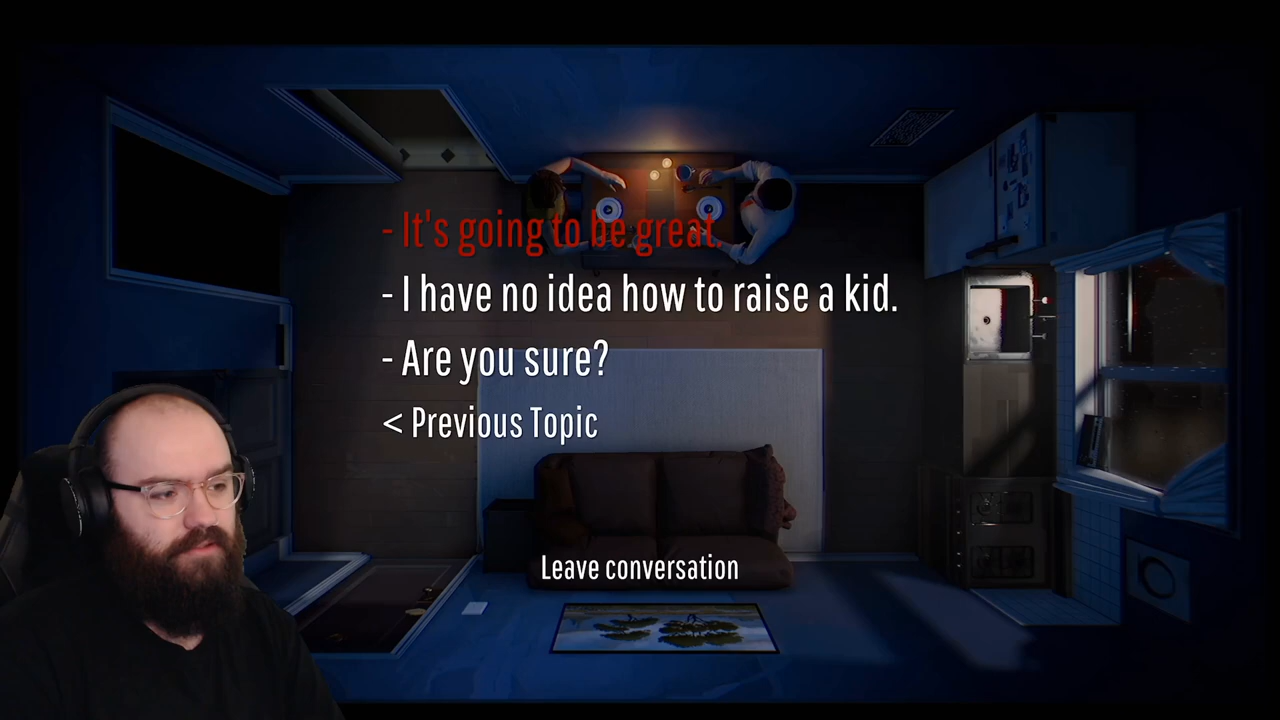 - It's going to be great.
- I have no idea how to raise a kid.
- Are you sure?
< Previous Topic
Leave conversation